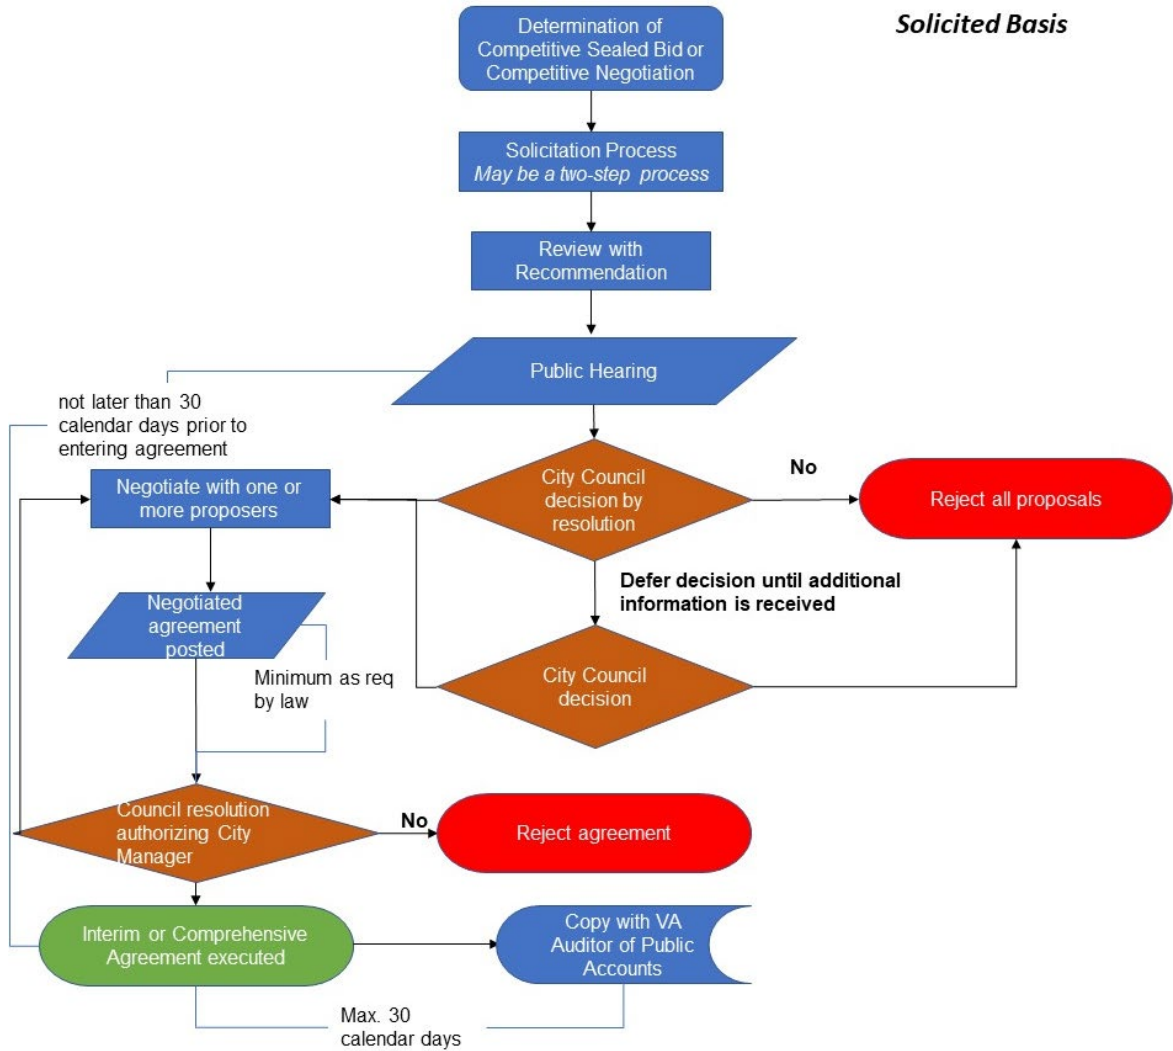 Solicited Basis
Determination of
Competitive Sealed Bid or
Competitive Negotiation
Solicitation Process
May be a two-step process
Review with
Recommendation
Public Hearing
not later than 30
calendar days prior to
entering agreement
City Council
decision by
resolution
No
Reject all proposals
Negotiate with one or
more proposers
Defer decision until additional
information is received
Negotiated
agreement
posted
Minimum as req
by law
City Council
decision
Council resolution
authorizing City
Manager
No
Reject agreement
Interim or Comprehensive
Agreement executed
Copy with VA
Auditor of Public
Accounts
Max. 30
calendar days